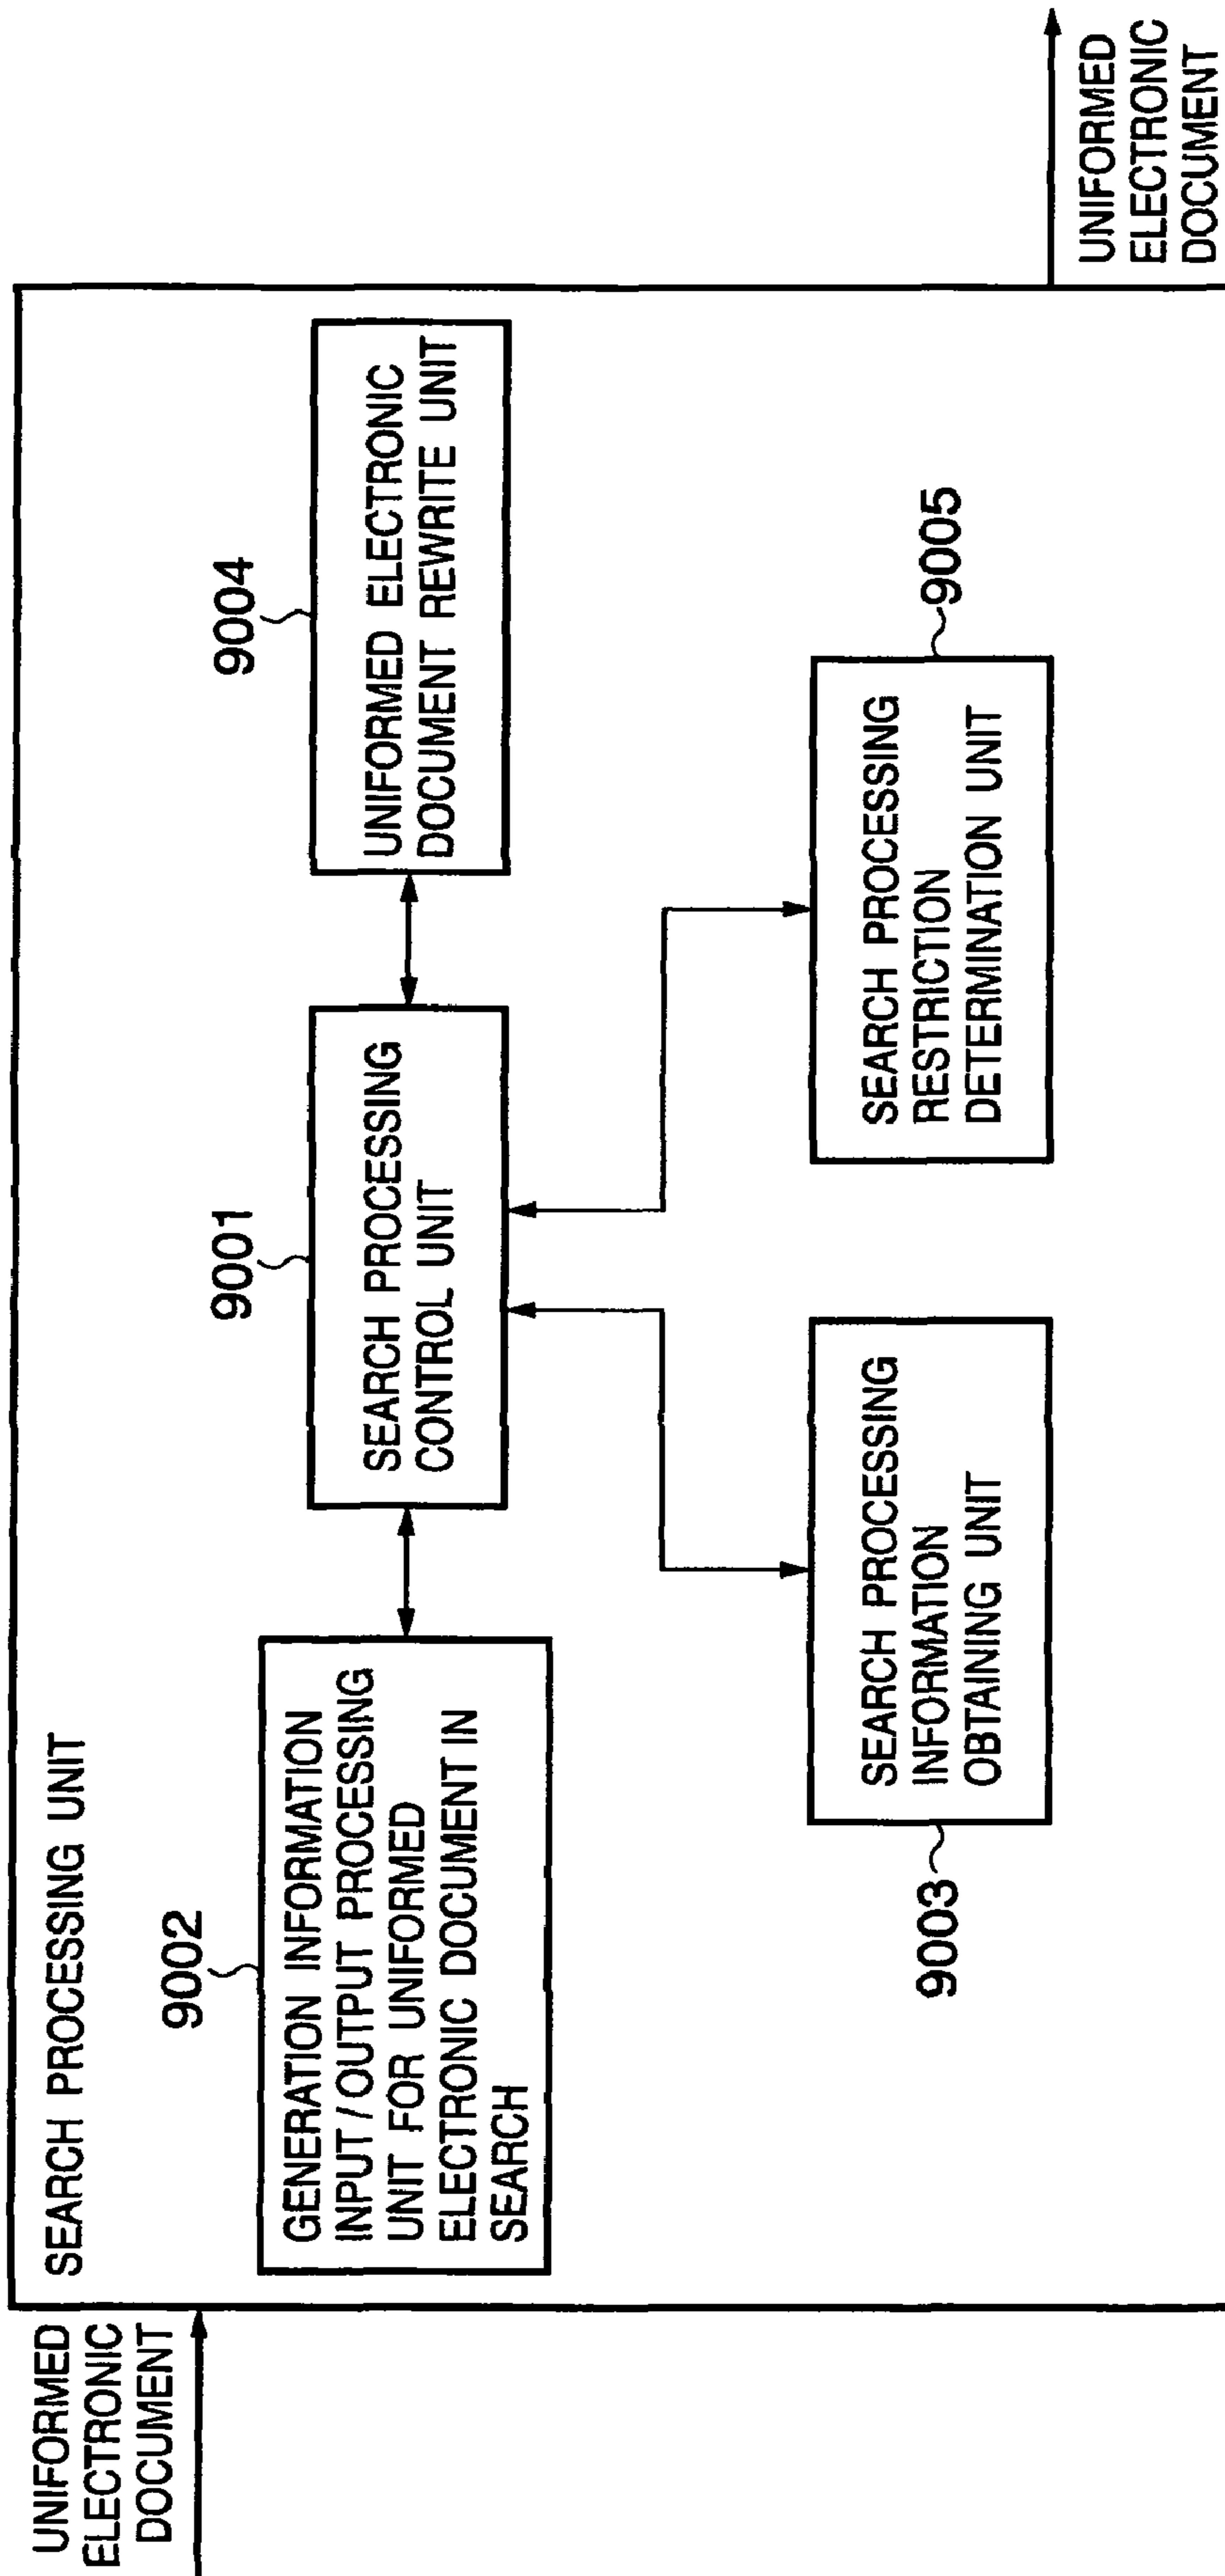 UNIFORMED
ELECTRONIC
DOCUMENT
SEARCH PROCESSING UNIT
9002
GENERATION INFORMATION
INPUT / OUTPUT PROCESSING
UNIT FOR UNIFORMED
ELECTRONIC DOCUMENT IN
SEARCH
9001
SEARCH PROCESSING
CONTROL UNIT
9004
UNIFORMED ELECTRONIC
DOCUMENT REWRITE UNIT
9003
SEARCH PROCESSING
INFORMATION
OBTAINING UNIT
SEARCH PROCESSING
RESTRICTION
DETERMINATION UNIT
9005
UNIFORMED
ELECTRONIC
DOCUMENT